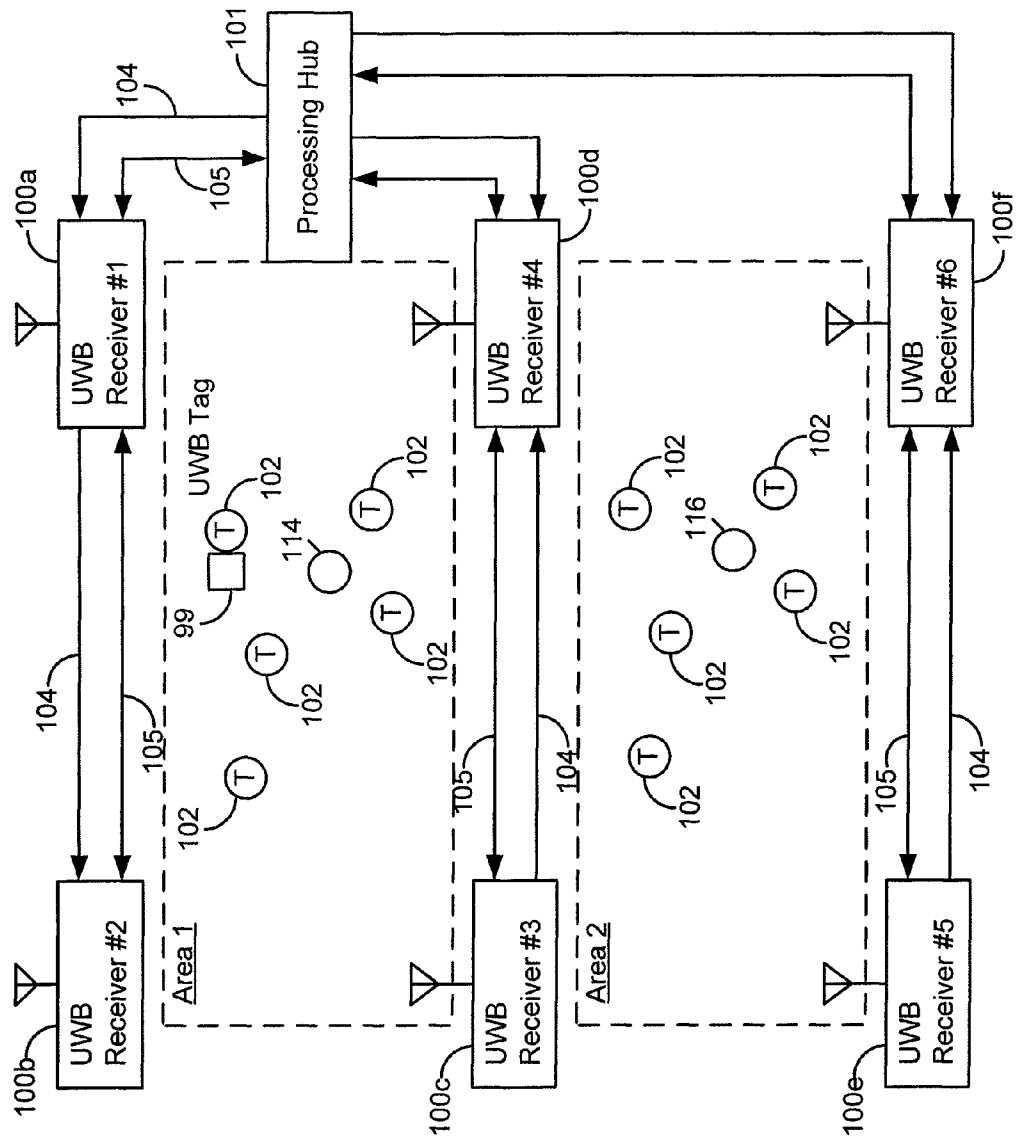 100b
UWB
Receiver #2
104
105
100a
UWB
Receiver #1
104
105
101
Processing Hub
Area 1
UWB Tag
99
T
102
T
102
T
102
114
T
102
T
102
100c
UWB
Receiver #3
105
104
UWB
Receiver #4
100d
Area 2
T
102
T
102
T
102
116
T
102
T
102
100e
UWB
Receiver #5
105
104
UWB
Receiver #6
100f